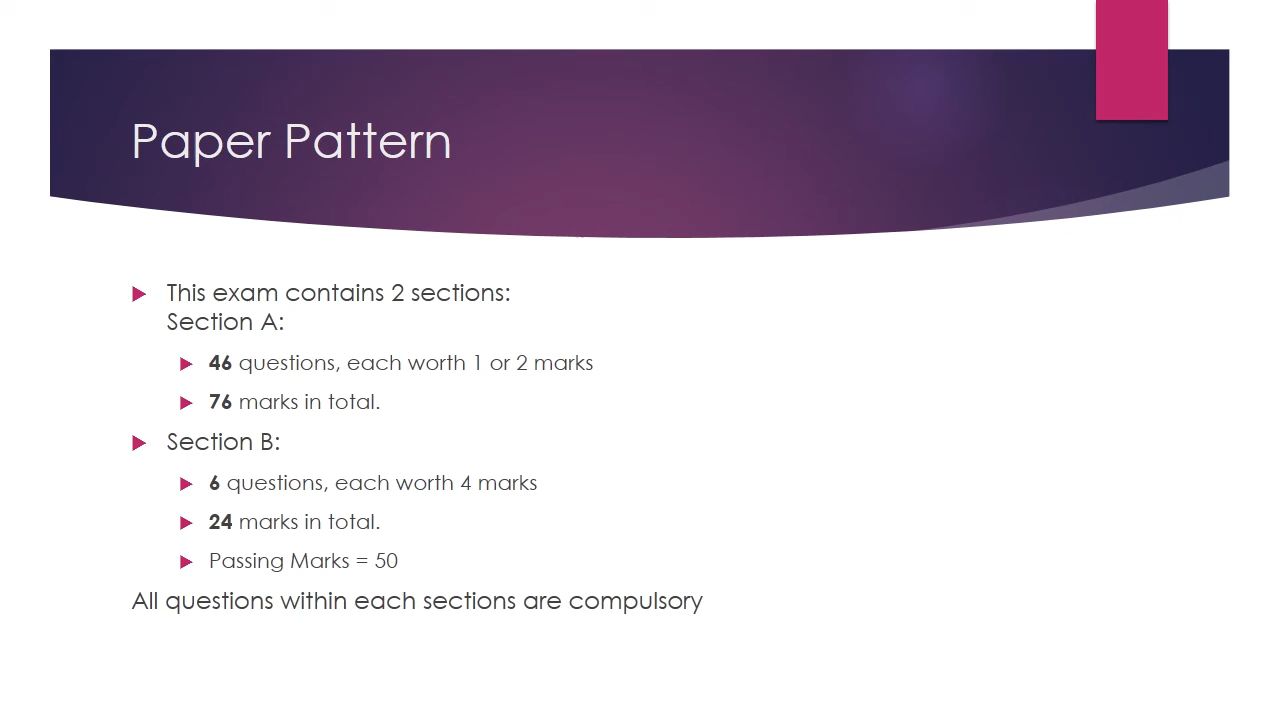 Paper Pattern
This exam contains 2 sections:
Section A:
46 questions, each worth 1 or 2 marks
76 marks in total.
Section B:
6 questions, each worth 4 marks
24 marks in total.
Passing Marks = 50
All questions within each sections are compulsory